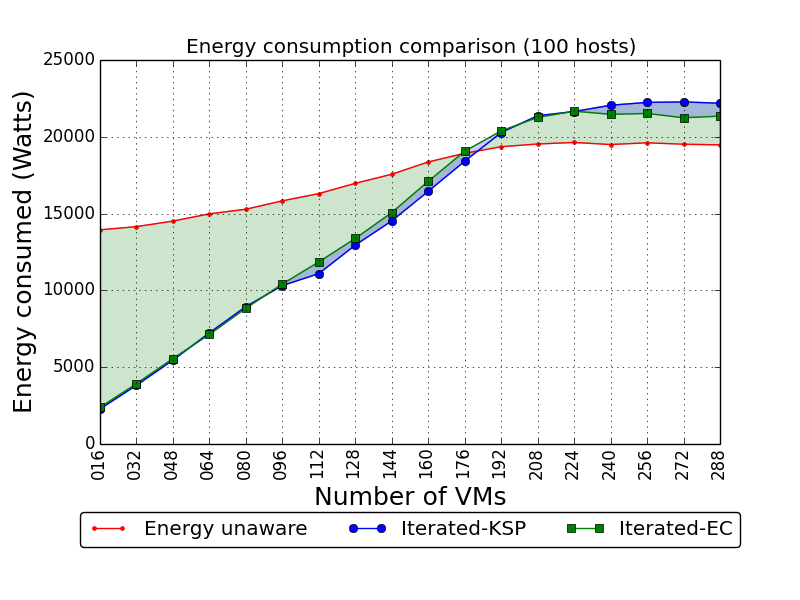 Energy consumption comparison (100 hosts)
Energy consumed (Watts)
25000
20000
15000
10000
5000
0
016 032 048 064 080 096 112 128 144 160 176 192 208 224 240 256 272 288
Number of VMs
Energy unaware Iterated-KSP Iterated-EC